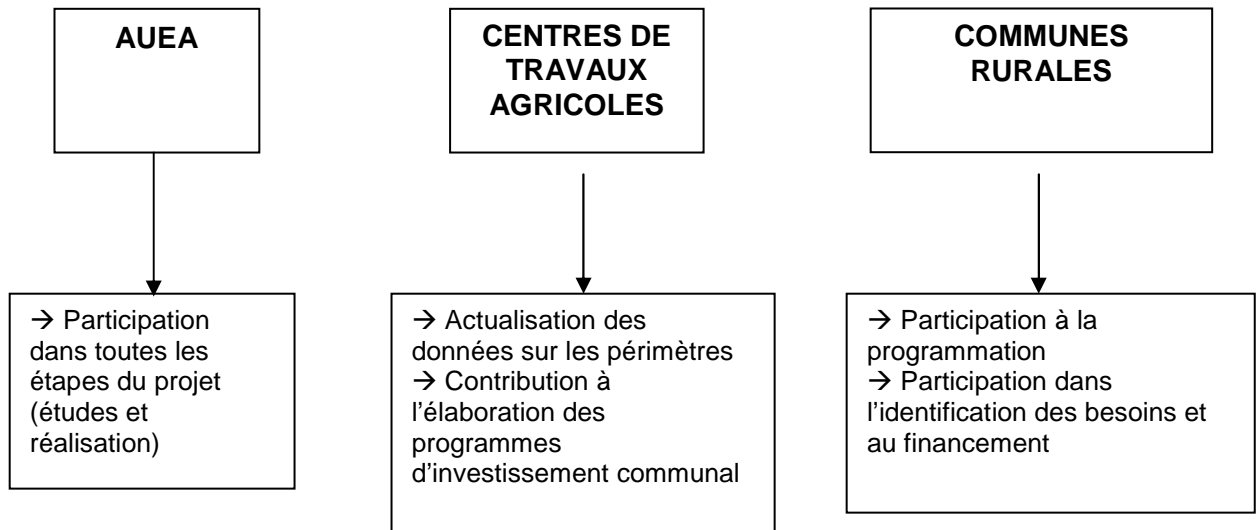 AUEA
CENTRES DE
TRAVAUX
AGRICOLES
COMMUNES
RURALES
→ Participation
dans toutes les
étapes du projet
(études et
réalisation)
→ Actualisation des
données sur les périmètres
→ Contribution à
l’élaboration des
programmes
d’investissement communal
→ Participation à la
programmation
→ Participation dans
l’identification des besoins et
au financement